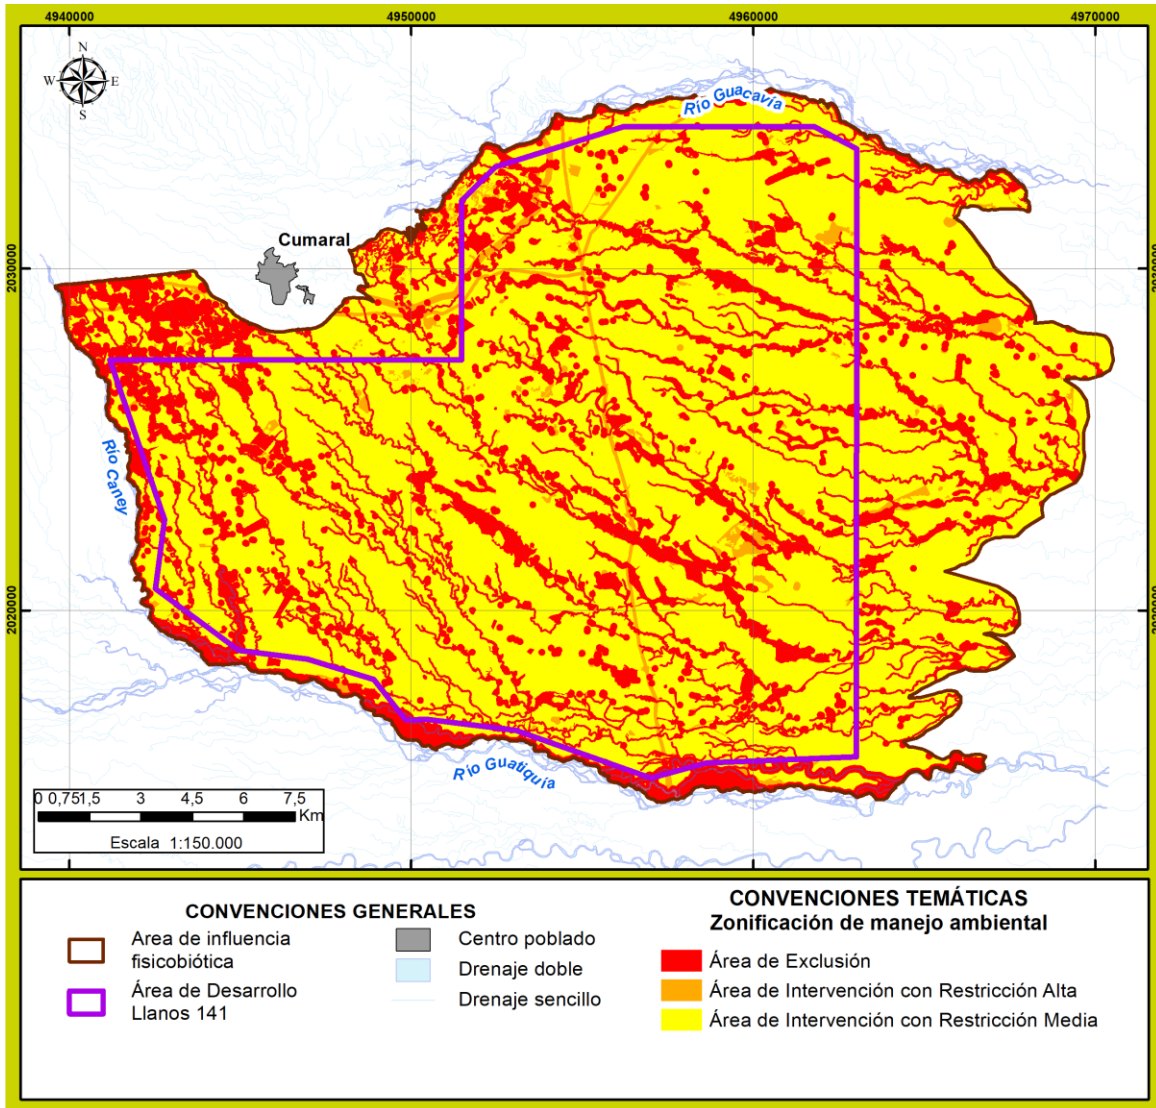 4940000
4950000
4960000
4970000
N
W
E
S
Río Guacavía
Cumaral
2030000
2030000
Río Caney
2020000
2020000
Río Guatiquía
0 0,751,5 3 4,5 6 7,5
Km
Escala 1:150.000
CONVENCIONES GENERALES
Area de influencia
fisicobiótica
Área de Desarrollo
Llanos 141
Centro poblado
Drenaje doble
Drenaje sencillo
CONVENCIONES TEMÁTICAS
Zonificación de manejo ambiental
Área de Exclusión
Área de Intervención con Restricción Alta
Área de Intervención con Restricción Media